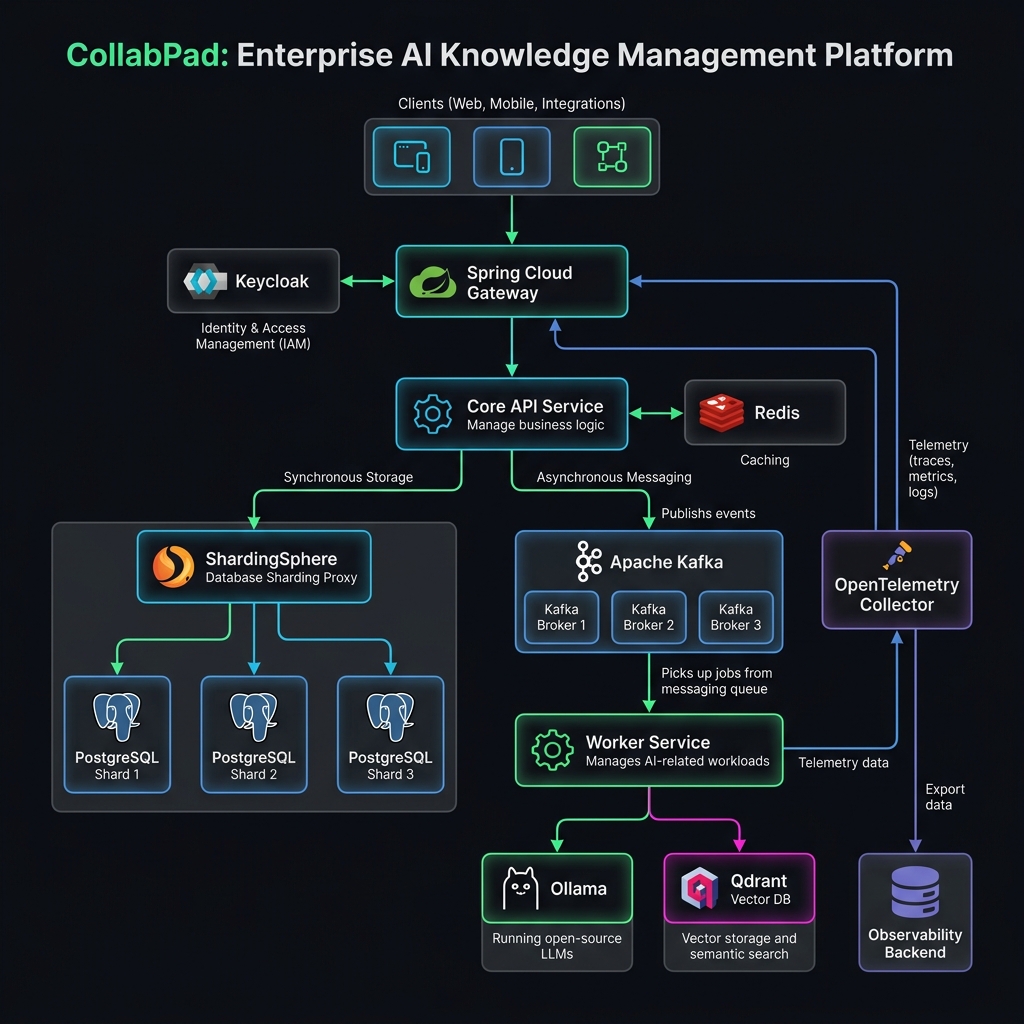 CollabPad: Enterprise AI Knowledge Management Platform
Clients (Web, Mobile, Integrations)
Keycloak
Identity & Access
Management (IAM)
Spring Cloud
Gateway
Core API Service
Manage business logic
Redis
Caching
Telemetry
(traces,
metrics,
logs)
Synchronous Storage
Asynchronous Messaging
Publishs events
ShardingSphere
Database Sharding Proxy
PostgreSQL
Shard 1
PostgreSQL
Shard 2
PostgreSQL
Shard 3
Apache Kafka
Kafka
Broker 1
Kafka
Broker 2
Kafka
Broker 3
OpenTelemetry
Collector
Picks up jobs from
messaging queue
Worker Service
Manages AI-related workloads
Telemetry data
Export
data
Ollama
Running open-source
LLMs
Qdrant
Vector DB
Vector storage and
semantic search
Observability
Backend